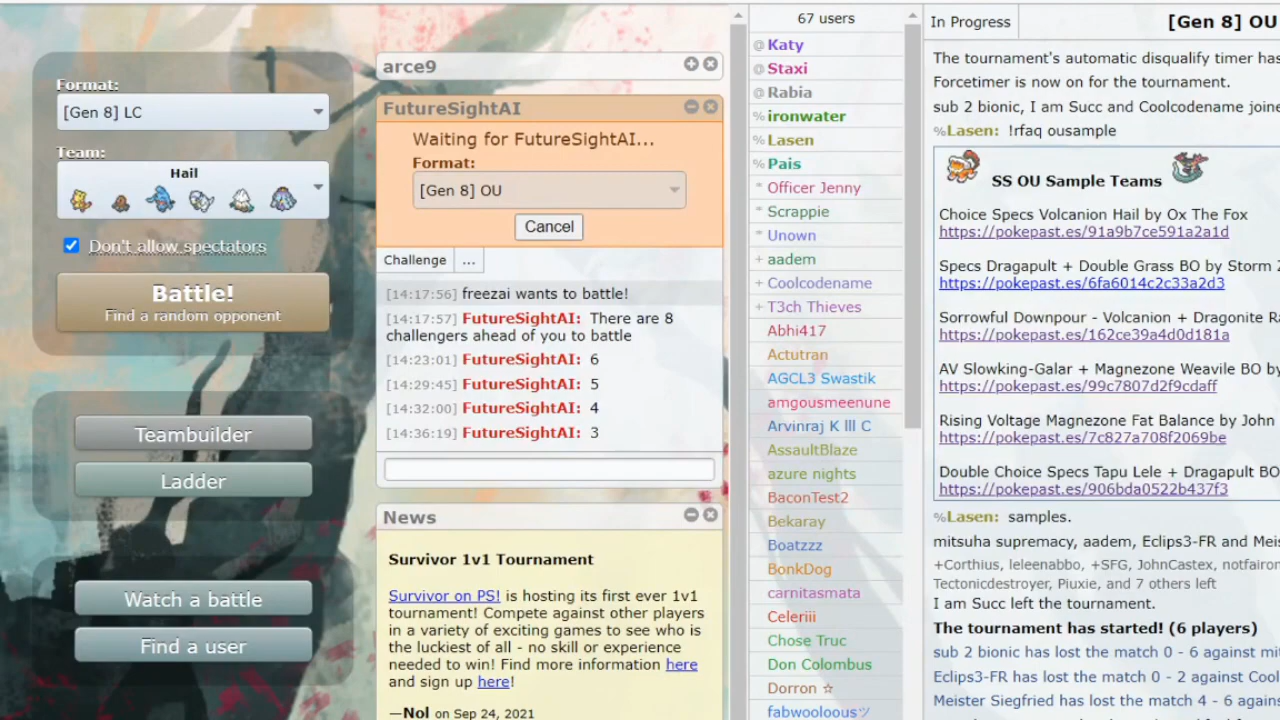 Format:
[Gen 8] LC
Team:
Hail
Don't allow spectators
Battle!
Find a random opponent
Teambuilder
Ladder
Watch a battle
Find a user
arce9
FutureSightAI
Waiting for FutureSightAI...
Format:
[Gen 8] OU
Cancel
Challenge
...
[14:17:56] freezai wants to battle!
[14:17:57] FutureSightAI: There are 8
challengers ahead of you to battle
[14:23:01] FutureSightAI: 6
[14:29:45] FutureSightAI: 5
[14:32:00] FutureSightAI: 4
[14:36:19] FutureSightAI: 3
News
Survivor 1v1 Tournament
Survivor on PS! is hosting its first ever 1v1
tournament! Compete against other players
in a variety of exciting games to see who is
the luckiest of all - no skill or experience
needed to win! Find more information here
and sign up here!
—Nol on Sep 24, 2021
67 users
@Katy
@Staxi
@Rabia
%ironwater
%Lasen
%Pais
*Officer Jenny
*Scrappie
*Unown
+aadem
+Coolcodename
+T3ch Thieves
Abhi417
Actutran
AGCL3 Swastik
amgousmeenune
Arvinraj K lll C
AssaultBlaze
azure nights
BaconTest2
Bekaray
Boatzzz
BonkDog
carnitasmata
Celeriii
Chose Truc
Don Colombus
Dorron ☆
fabwooloousツ
In Progress
[Gen 8] OU
The tournament's automatic disqualify timer has
Forcetimer is now on for the tournament.
sub 2 bionic, I am Succ and Coolcodename joine
%Lasen: !rfaq ousample
SS OU Sample Teams
Choice Specs Volcanion Hail by Ox The Fox
https://pokepast.es/91a9b7ce591a2a1d
Specs Dragapult + Double Grass BO by Storm Z
https://pokepast.es/6fa6014c2c33a2d3
Sorrowful Downpour - Volcanion + Dragonite Ra
https://pokepast.es/162ce39a4d0d181a
AV Slowking-Galar + Magnezone Weavile BO by
https://pokepast.es/99c7807d2f9cdaff
Rising Voltage Magnezone Fat Balance by John
https://pokepast.es/7c827a708f2069be
Double Choice Specs Tapu Lele + Dragapult BO
https://pokepast.es/906bda0522b437f3
%Lasen: samples.
mitsuha supremacy, aadem, Eclips3-FR and Meis
+Corthius, leleenabbo, +SFG, JohnCastex, notfairon
Tectonicdestroyer, Piuxie, and 7 others left
I am Succ left the tournament.
The tournament has started! (6 players)
sub 2 bionic has lost the match 0 - 6 against mit
Eclips3-FR has lost the match 0 - 2 against Cool
Meister Siegfried has lost the match 4 - 6 agains